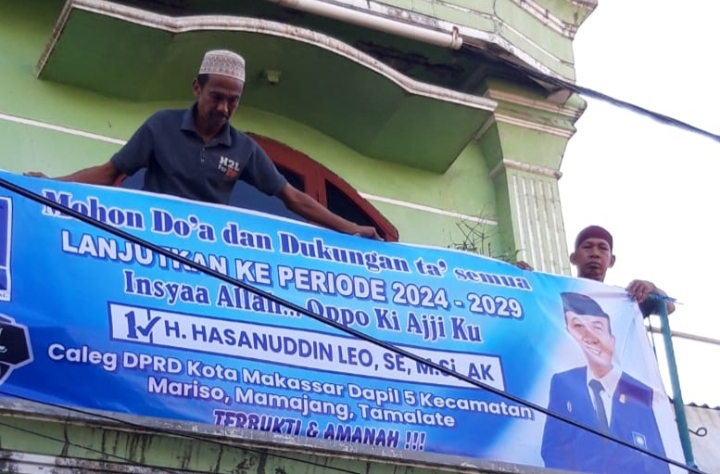 H2L
Mohon Do'a dan Dukungan ta' semua
LANJUTKAN KE PERIODE 2024 - 2029
Insyaa Allah... Oppo Ki Ajji Ku
1 H. HASANUDDIN LEO, SE, M.Si, AK
Caleg DPRD Kota Makassar Dapil 5 Kecamatan
Mariso, Mamajang, Tamalate
TERBUKTI & AMANAH !!!